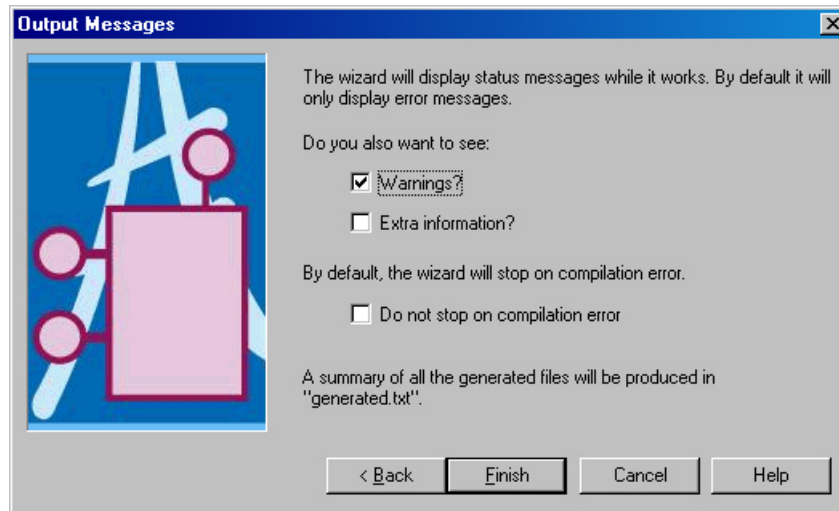 Output Messages
The wizard will display status messages while it works. By default it will
only display error messages.
Do you also want to see:
Warnings?
Extra information?
By default, the wizard will stop on compilation error.
Do not stop on compilation error
A summary of all the generated files will be produced in
"generated.txt".
< Back Finish Cancel Help